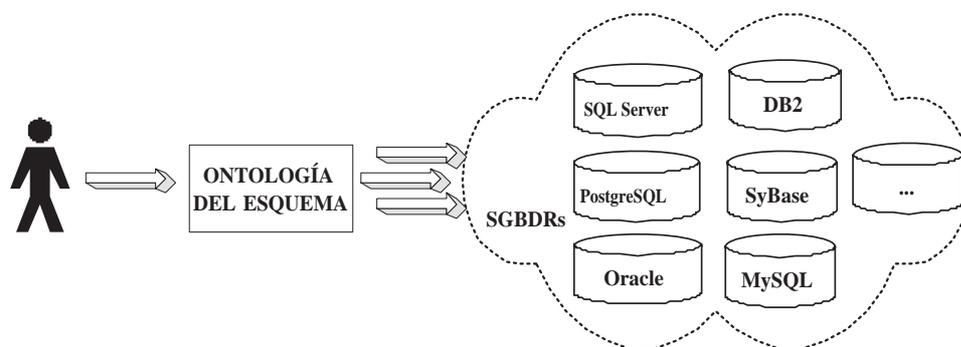 ONTOLOGÍA
DEL ESQUEMA
SGBDRs
SQL Server
DB2
PostgreSQL
SyBase
...
Oracle
MySQL